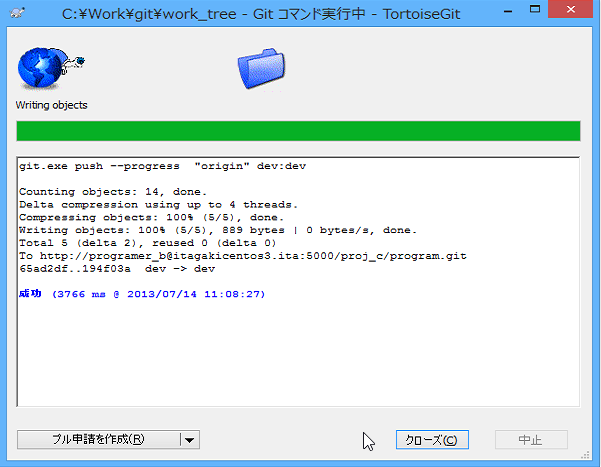 C:¥Work¥git¥work_tree - Git コマンド実行中 - TortoiseGit
Writing objects
git.exe push --progress  "origin" dev:dev
Counting objects: 14, done.
Delta compression using up to 4 threads.
Compressing objects: 100% (5/5), done.
Writing objects: 100% (5/5), 889 bytes | 0 bytes/s, done.
Total 5 (delta 2), reused 0 (delta 0)
To http://programer_b@itagakicentos3.ita:5000/proj_c/program.git
65ad2df..194f03a  dev -> dev
成功 (3766 ms @ 2013/07/14 11:08:27)
プル申請を作成(R)
クローズ(C)
中止